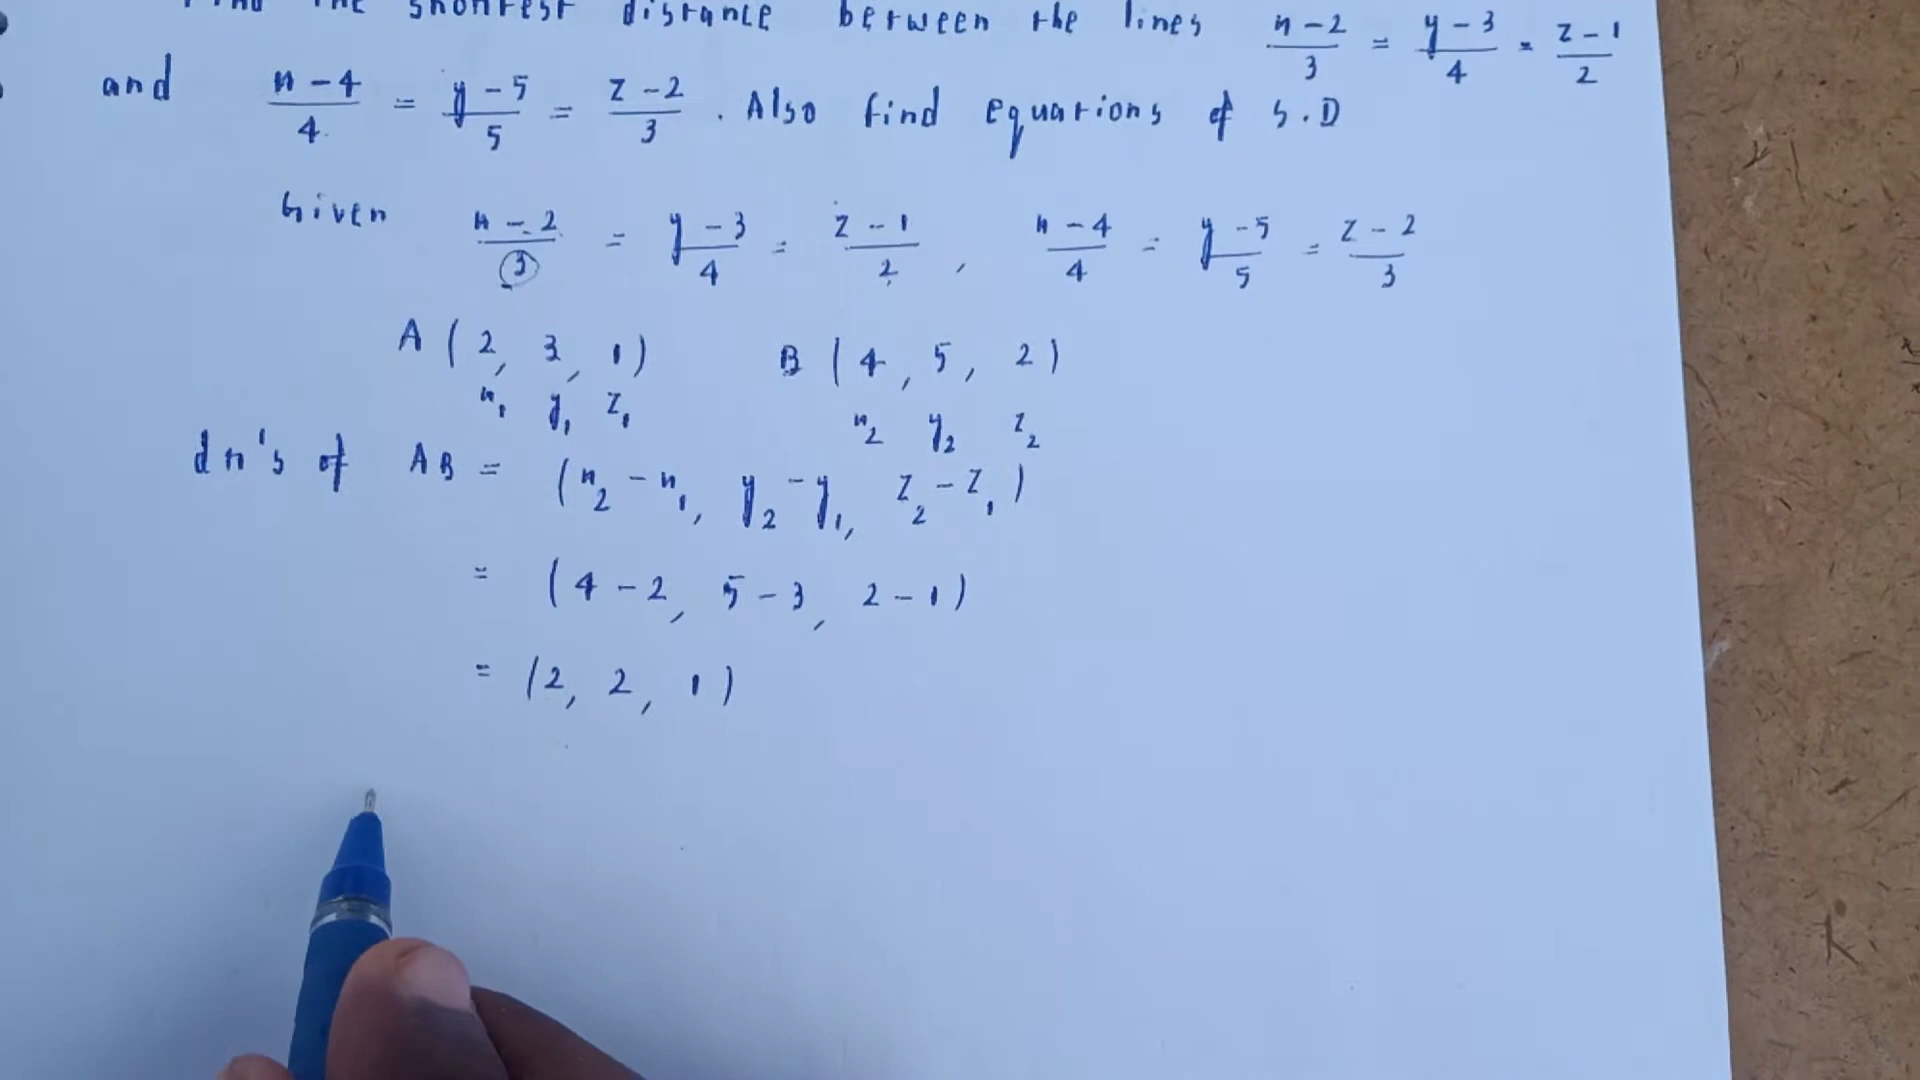 Find the shortest distance between the lines x-2/3 = y-3/4 = z-1/2
and x-4/4 = y-5/5 = z-2/3 . Also find equations of S.D
Given x-2/3 = y-3/4 = z-1/2 , x-4/4 = y-5/5 = z-2/3
A (2, 3, 1) B (4, 5, 2)
x₁ y₁ z₁ x₂ y₂ z₂
dr's of AB = (x₂-x₁, y₂-y₁, z₂-z₁)
= (4-2, 5-3, 2-1)
= (2, 2, 1)